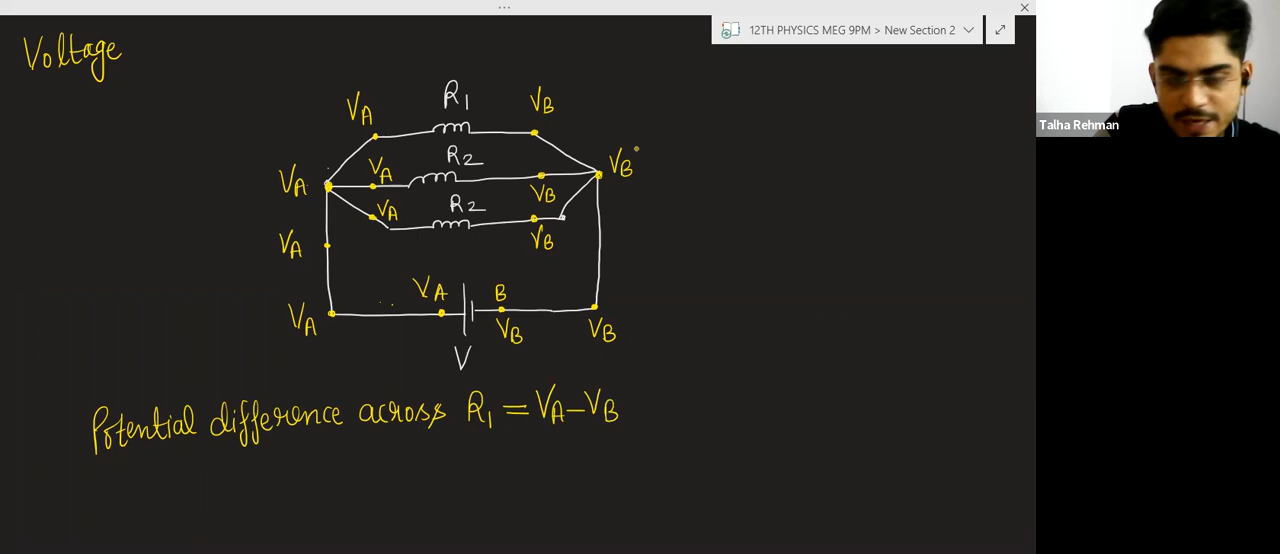 12TH PHYSICS MEG 9PM > New Section 2
Talha Rehman
Voltage
VA R1 VB
VA VA R2 VB VB
VA R2 VB
VA
VA VA B VB VB
V
Potential difference across R1 = VA - VB